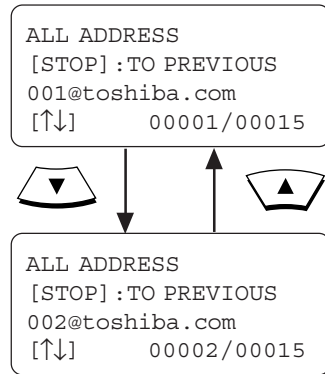 ALL ADDRESS
[STOP]:TO PREVIOUS
001@toshiba.com
[↑↓] 00001/00015
ALL ADDRESS
[STOP]:TO PREVIOUS
002@toshiba.com
[↑↓] 00002/00015